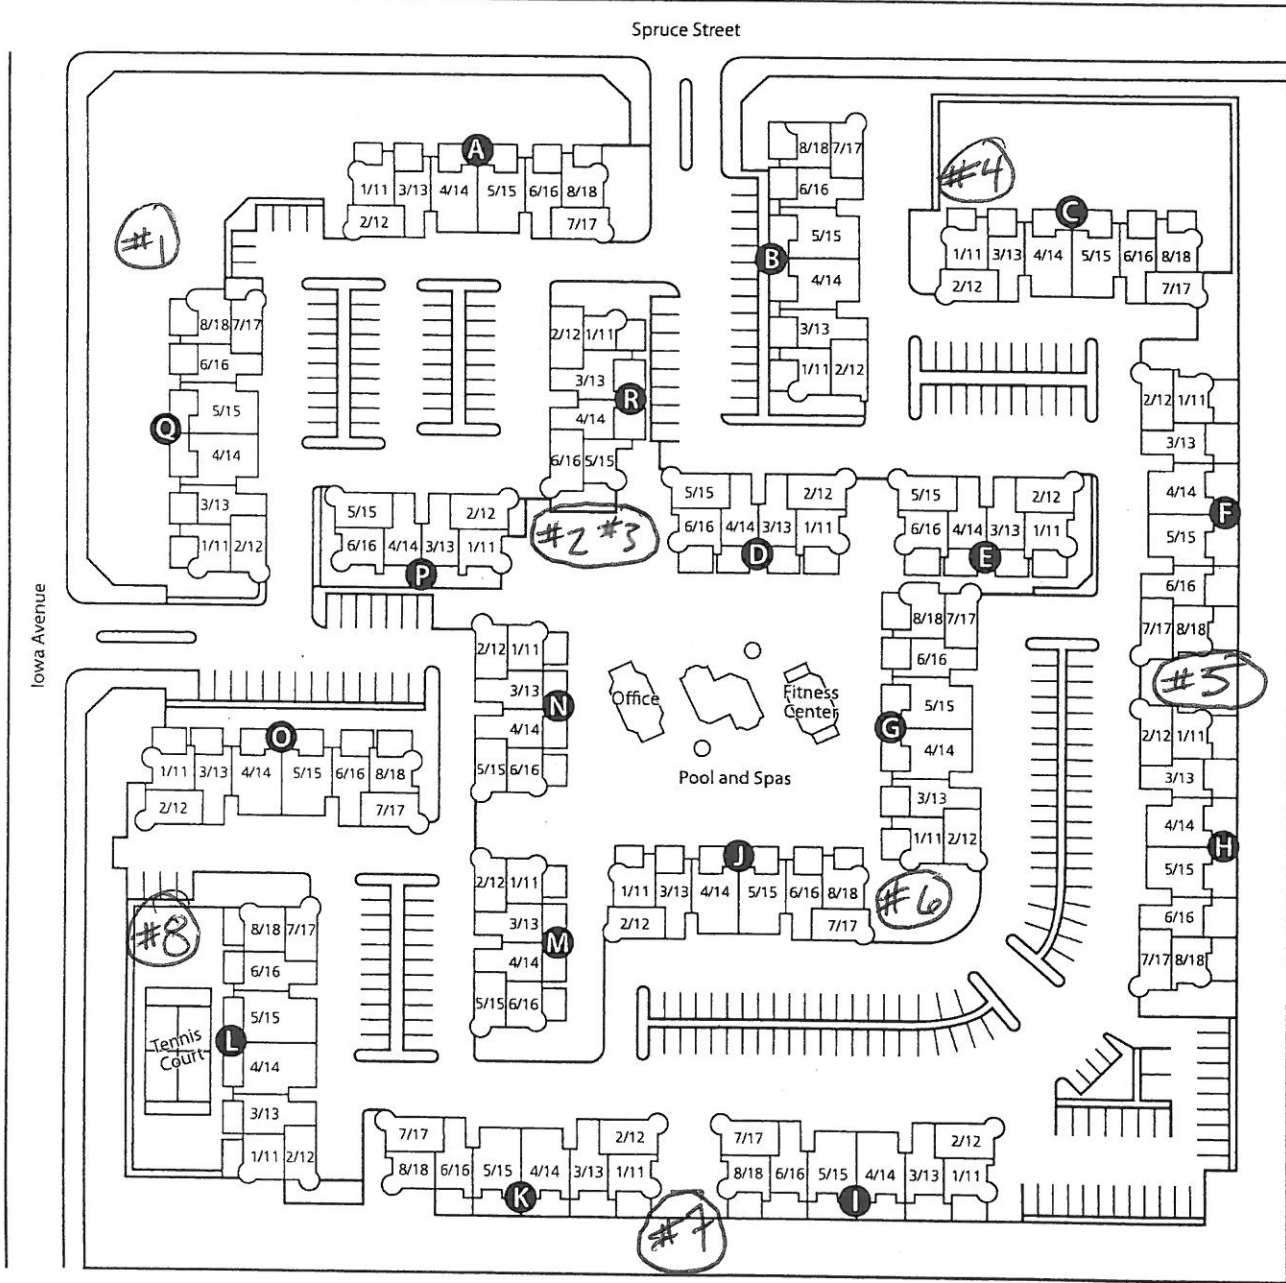 Spruce Street
A
1/11 3/13 4/14 5/15 6/16 8/18
2/12 7/17
#1
8/18 7/17
6/16
5/15
B
4/14
3/13
1/11 2/12
#4
C
1/11 3/13 4/14 5/15 6/16 8/18
2/12 7/17
8/18 7/17
6/16
5/15
Q
4/14
3/13
1/11 2/12
2/12 1/11
3/13
R
4/14
6/16 5/15
#2 #3
5/15 2/12
6/16 4/14 3/13 1/11
P
5/15 2/12
6/16 4/14 3/13 1/11
D
5/15 2/12
6/16 4/14 3/13 1/11
E
2/12 1/11
3/13
4/14
F
5/15
6/16
7/17 8/18
#5
Iowa Avenue
2/12 1/11
3/13
N
4/14
5/15 6/16
Office
Fitness
Center
Pool and Spas
8/18 7/17
6/16
5/15
G
4/14
3/13
1/11 2/12
#6
2/12 1/11
3/13
4/14
H
5/15
6/16
7/17 8/18
O
1/11 3/13 4/14 5/15 6/16 8/18
2/12 7/17
J
1/11 3/13 4/14 5/15 6/16 8/18
2/12 7/17
2/12 1/11
3/13
M
4/14
5/15 6/16
#8
8/18 7/17
6/16
5/15
L
4/14
3/13
1/11 2/12
Tennis
Court
7/17 2/12
8/18 6/16 5/15 4/14 3/13 1/11
K
7/17 2/12
8/18 6/16 5/15 4/14 3/13 1/11
I
#7